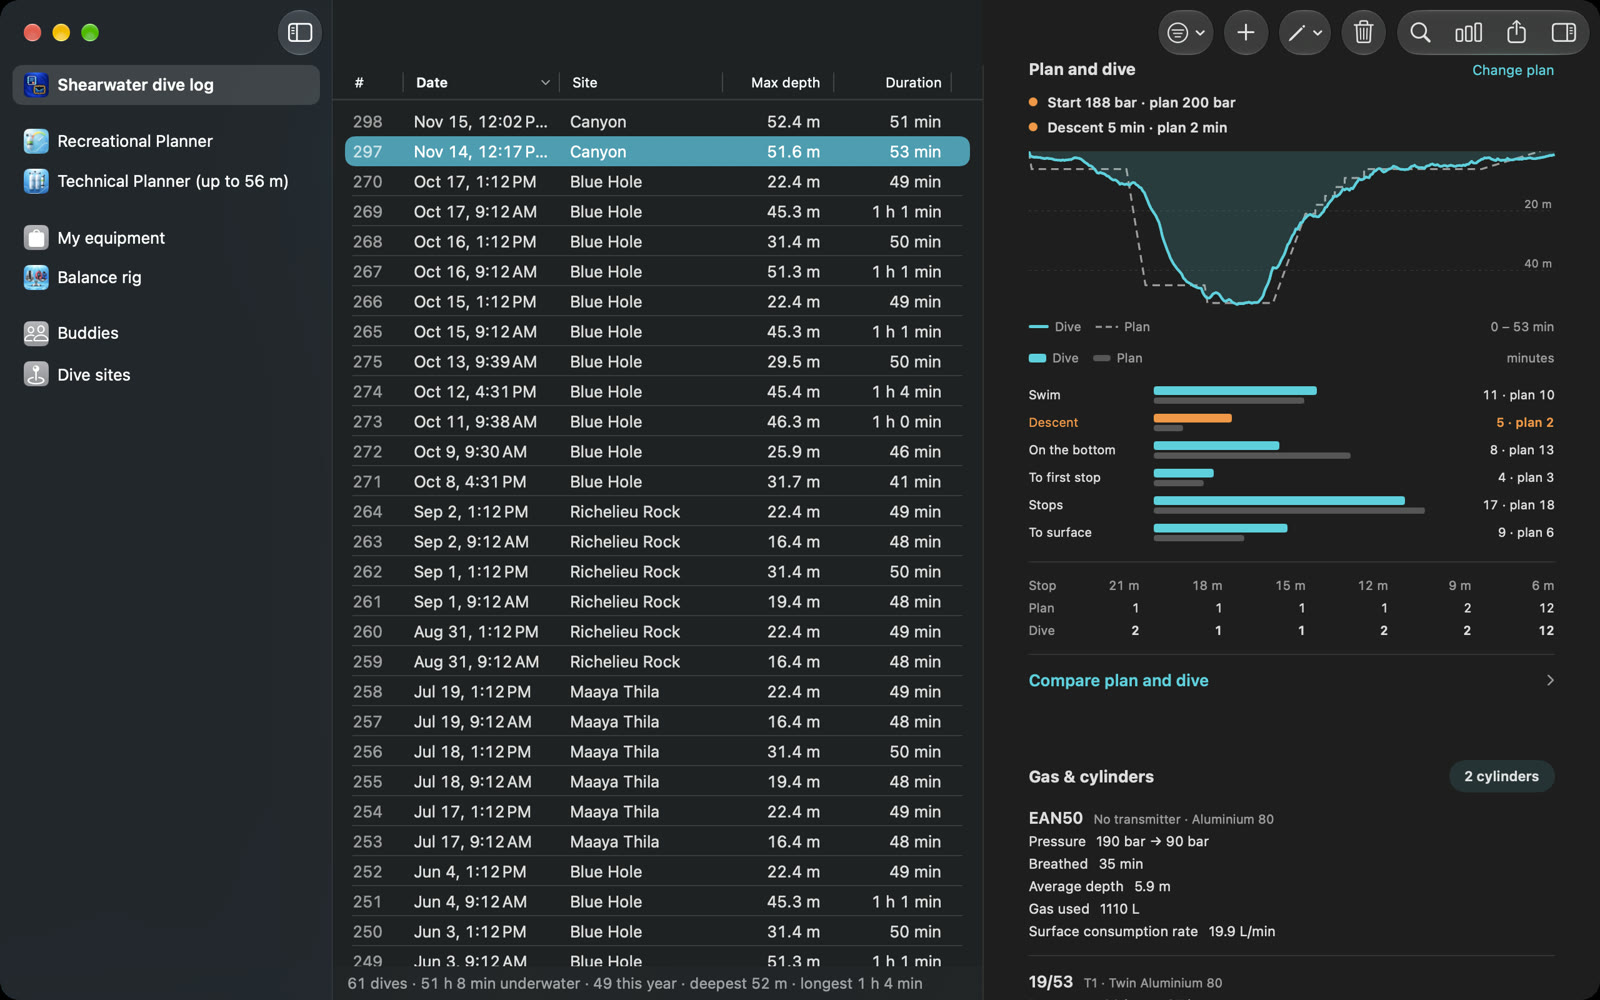 Shearwater dive log
Recreational Planner
Technical Planner (up to 56 m)
My equipment
Balance rig
Buddies
Dive sites
# Date Site Max depth Duration
298 Nov 15, 12:02 P... Canyon 52.4 m 51 min
297 Nov 14, 12:17 P... Canyon 51.6 m 53 min
270 Oct 17, 1:12 PM Blue Hole 22.4 m 49 min
269 Oct 17, 9:12 AM Blue Hole 45.3 m 1 h 1 min
268 Oct 16, 1:12 PM Blue Hole 31.4 m 50 min
267 Oct 16, 9:12 AM Blue Hole 51.3 m 1 h 1 min
266 Oct 15, 1:12 PM Blue Hole 22.4 m 49 min
265 Oct 15, 9:12 AM Blue Hole 45.3 m 1 h 1 min
275 Oct 13, 9:39 AM Blue Hole 29.5 m 50 min
274 Oct 12, 4:31 PM Blue Hole 45.4 m 1 h 4 min
273 Oct 11, 9:38 AM Blue Hole 46.3 m 1 h 0 min
272 Oct 9, 9:30 AM Blue Hole 25.9 m 46 min
271 Oct 8, 4:31 PM Blue Hole 31.7 m 41 min
264 Sep 2, 1:12 PM Richelieu Rock 22.4 m 49 min
263 Sep 2, 9:12 AM Richelieu Rock 16.4 m 48 min
262 Sep 1, 1:12 PM Richelieu Rock 31.4 m 50 min
261 Sep 1, 9:12 AM Richelieu Rock 19.4 m 48 min
260 Aug 31, 1:12 PM Richelieu Rock 22.4 m 49 min
259 Aug 31, 9:12 AM Richelieu Rock 16.4 m 48 min
258 Jul 19, 1:12 PM Maaya Thila 22.4 m 49 min
257 Jul 19, 9:12 AM Maaya Thila 16.4 m 48 min
256 Jul 18, 1:12 PM Maaya Thila 31.4 m 50 min
255 Jul 18, 9:12 AM Maaya Thila 19.4 m 48 min
254 Jul 17, 1:12 PM Maaya Thila 22.4 m 49 min
253 Jul 17, 9:12 AM Maaya Thila 16.4 m 48 min
252 Jun 4, 1:12 PM Blue Hole 22.4 m 49 min
251 Jun 4, 9:12 AM Blue Hole 45.3 m 1 h 1 min
250 Jun 3, 1:12 PM Blue Hole 31.4 m 50 min
249 Jun 3, 9:12 AM Blue Hole 51.3 m 1 h 1 min
61 dives · 51 h 8 min underwater · 49 this year · deepest 52 m · longest 1 h 4 min
Plan and dive Change plan
Start 188 bar · plan 200 bar
Descent 5 min · plan 2 min
20 m
40 m
Dive Plan 0 – 53 min
Dive Plan minutes
Swim 11 · plan 10
Descent 5 · plan 2
On the bottom 8 · plan 13
To first stop 4 · plan 3
Stops 17 · plan 18
To surface 9 · plan 6
Stop 21 m 18 m 15 m 12 m 9 m 6 m
Plan 1 1 1 1 2 12
Dive 2 1 1 2 2 12
Compare plan and dive
Gas & cylinders 2 cylinders
EAN50 No transmitter · Aluminium 80
Pressure 190 bar → 90 bar
Breathed 35 min
Average depth 5.9 m
Gas used 1110 L
Surface consumption rate 19.9 L/min
19/53 T1 · Twin Aluminium 80